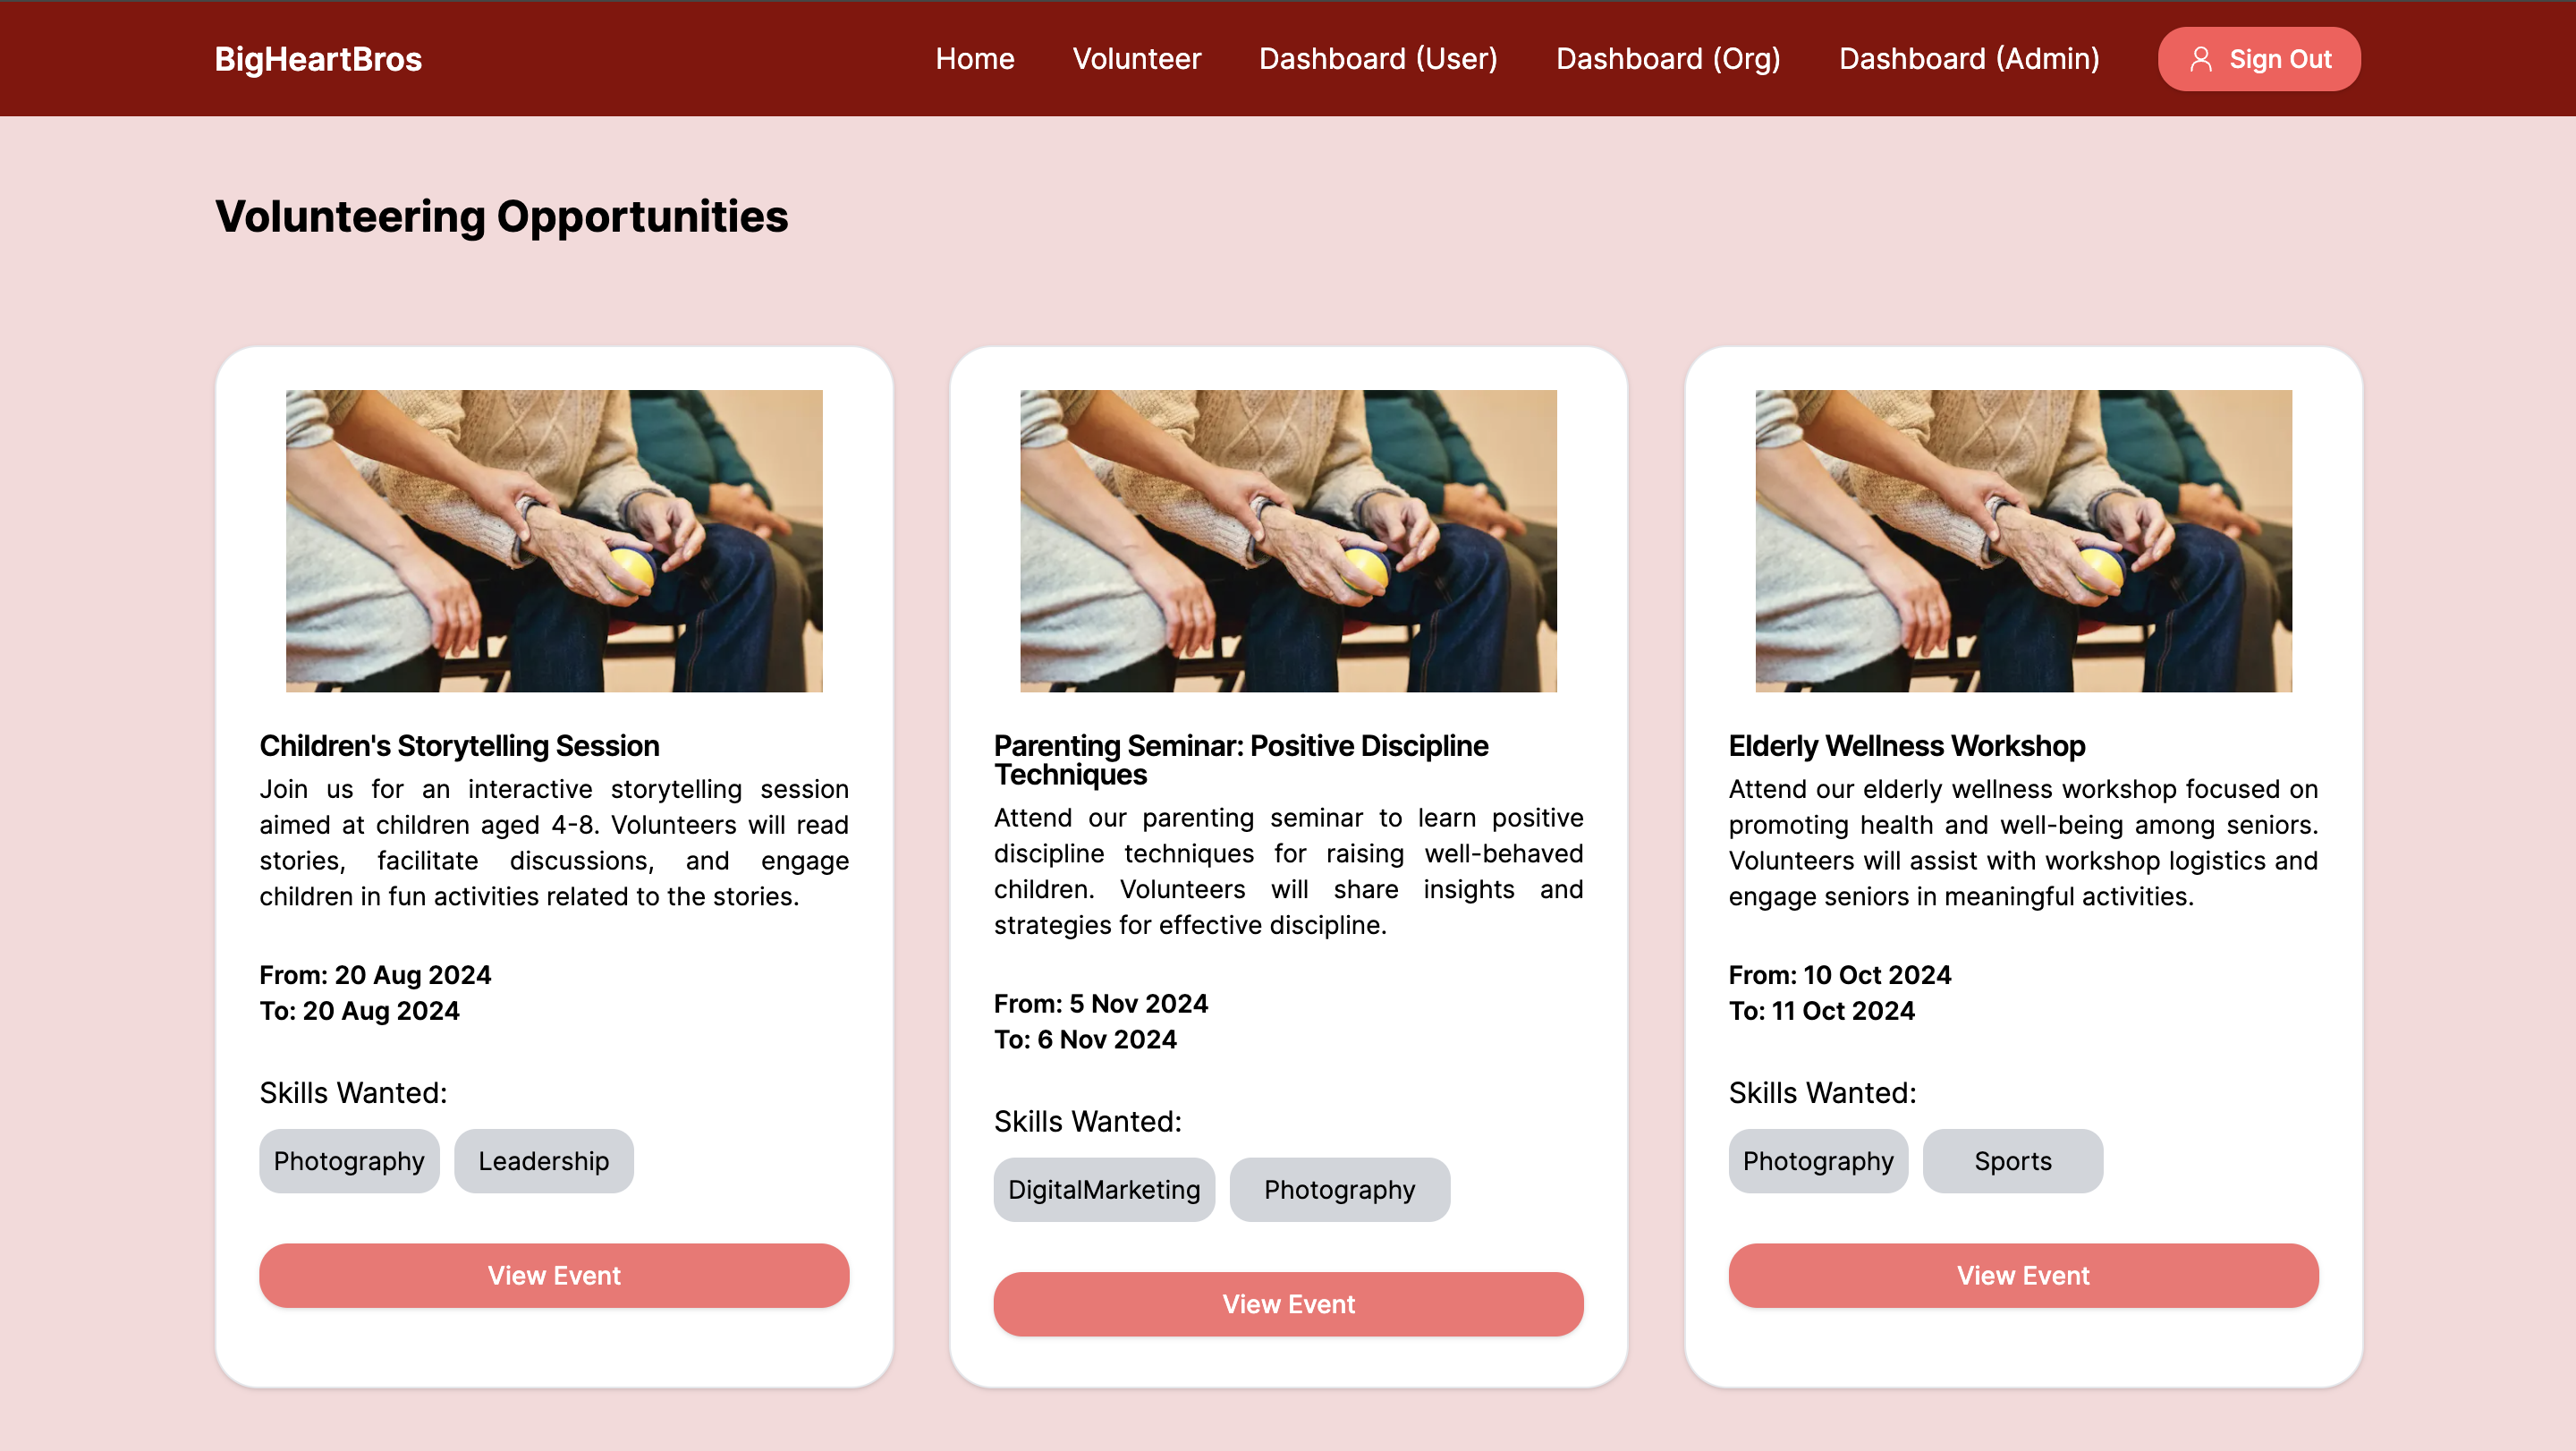 BigHeartBros
Home
Volunteer
Dashboard (User)
Dashboard (Org)
Dashboard (Admin)
Sign Out
Volunteering Opportunities
Children's Storytelling Session
Join us for an interactive storytelling session
aimed at children aged 4-8. Volunteers will read
stories, facilitate discussions, and engage
children in fun activities related to the stories.
From: 20 Aug 2024
To: 20 Aug 2024
Skills Wanted:
Photography
Leadership
View Event
Parenting Seminar: Positive Discipline
Techniques
Attend our parenting seminar to learn positive
discipline techniques for raising well-behaved
children. Volunteers will share insights and
strategies for effective discipline.
From: 5 Nov 2024
To: 6 Nov 2024
Skills Wanted:
DigitalMarketing
Photography
View Event
Elderly Wellness Workshop
Attend our elderly wellness workshop focused on
promoting health and well-being among seniors.
Volunteers will assist with workshop logistics and
engage seniors in meaningful activities.
From: 10 Oct 2024
To: 11 Oct 2024
Skills Wanted:
Photography
Sports
View Event